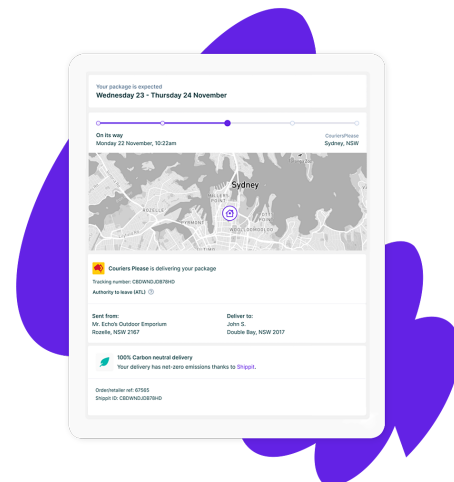 Your package is expected
Wednesday 23 - Thursday 24 November
On its way
CouriersPlease
Monday 22 November, 10:22am
Sydney, NSW
Sydney
MILLERS
POINT
ROZELLE
PYRMONT
WOOLLOOMOOLOO
ULTIMO
Couriers Please is delivering your package
Tracking number: CBDWNDJDB78HD
Authority to leave (ATL) ?
Sent from:
Deliver to:
Mr. Echo's Outdoor Emporium
John S.
Rozelle, NSW 2167
Double Bay, NSW 2017
100% Carbon neutral delivery
Your delivery has net-zero emissions thanks to Shippit.
Order/retailer ref: 67565
Shippit ID: CBDWNDJDB78HD